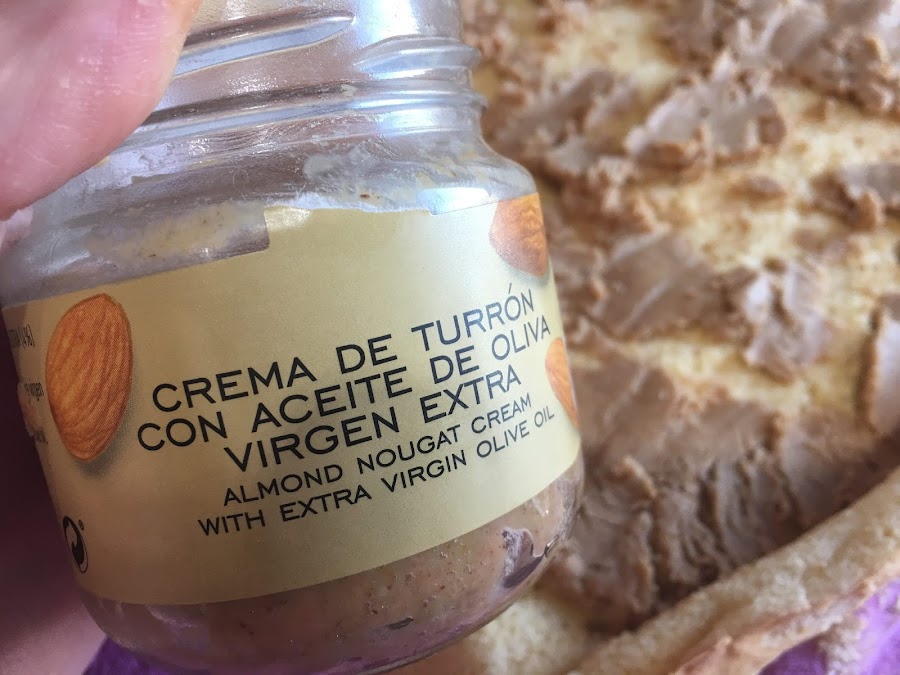 CREMA DE TURRÓN
CON ACEITE DE OLIVA
VIRGEN EXTRA
ALMOND NOUGAT CREAM
WITH EXTRA VIRGIN OLIVE OIL